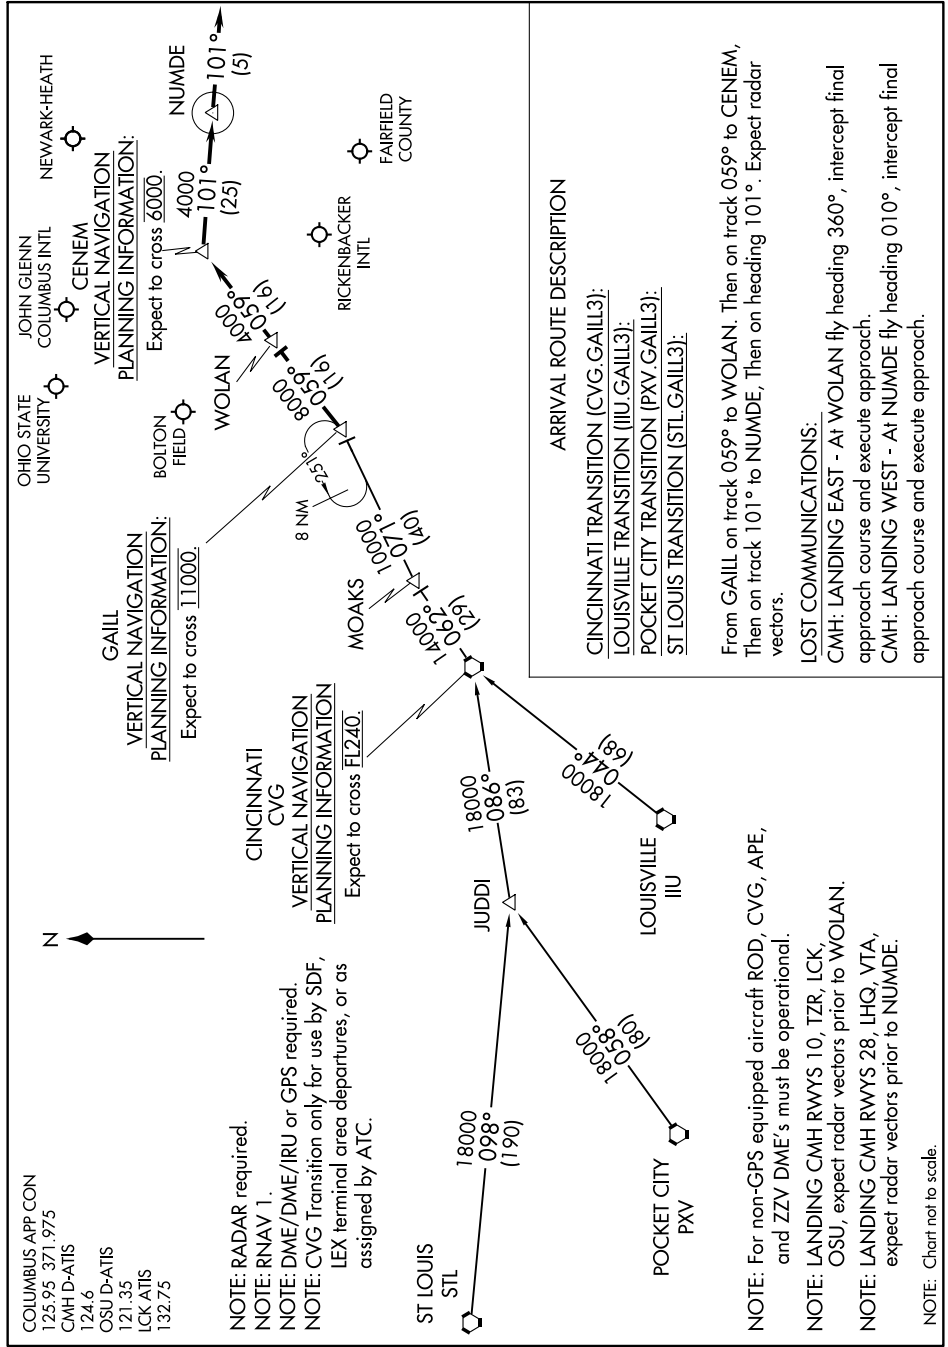 COLUMBUS APP CON
125.95 371.975
CMH D-ATIS
124.6
OSU D-ATIS
121.35
LCK ATIS
132.75
NOTE: RADAR required.
NOTE: RNAV 1.
NOTE: DME/DME/IRU or GPS required.
NOTE: CVG Transition only for use by SDF,
LEX terminal area departures, or as
assigned by ATC.
N
OHIO STATE
UNIVERSITY
JOHN GLENN
COLUMBUS INTL
NEWARK-HEATH
BOLTON
FIELD
RICKENBACKER
INTL
FAIRFIELD
COUNTY
GAILL
VERTICAL NAVIGATION
PLANNING INFORMATION:
Expect to cross 11000.
CENEM
VERTICAL NAVIGATION
PLANNING INFORMATION:
Expect to cross 6000.
CINCINNATI
CVG
VERTICAL NAVIGATION
PLANNING INFORMATION
Expect to cross FL240.
ST LOUIS
STL
18000
098°
(190)
POCKET CITY
PXV
18000
058°
(80)
JUDDI
18000
086°
(83)
LOUISVILLE
IIU
18000
044°
(68)
14000
062°
(29)
MOAKS
10000
071°
(40)
8 NM
251°
8000
059°
(16)
WOLAN
4000
059°
(16)
4000
101°
(25)
NUMDE
101°
(5)
NOTE: For non-GPS equipped aircraft ROD, CVG, APE,
and ZZV DME's must be operational.
NOTE: LANDING CMH RWYS 10, TZR, LCK,
OSU, expect radar vectors prior to WOLAN.
NOTE: LANDING CMH RWYS 28, LHQ, VTA,
expect radar vectors prior to NUMDE.
NOTE: Chart not to scale.
ARRIVAL ROUTE DESCRIPTION
CINCINNATI TRANSITION (CVG.GAILL3):
LOUISVILLE TRANSITION (IIU.GAILL3):
POCKET CITY TRANSITION (PXV.GAILL3):
ST LOUIS TRANSITION (STL.GAILL3):
From GAILL on track 059° to WOLAN. Then on track 059° to CENEM,
Then on track 101° to NUMDE, Then on heading 101°. Expect radar
vectors.
LOST COMMUNICATIONS:
CMH: LANDING EAST - At WOLAN fly heading 360°, intercept final
approach course and execute approach.
CMH: LANDING WEST - At NUMDE fly heading 010°, intercept final
approach course and execute approach.